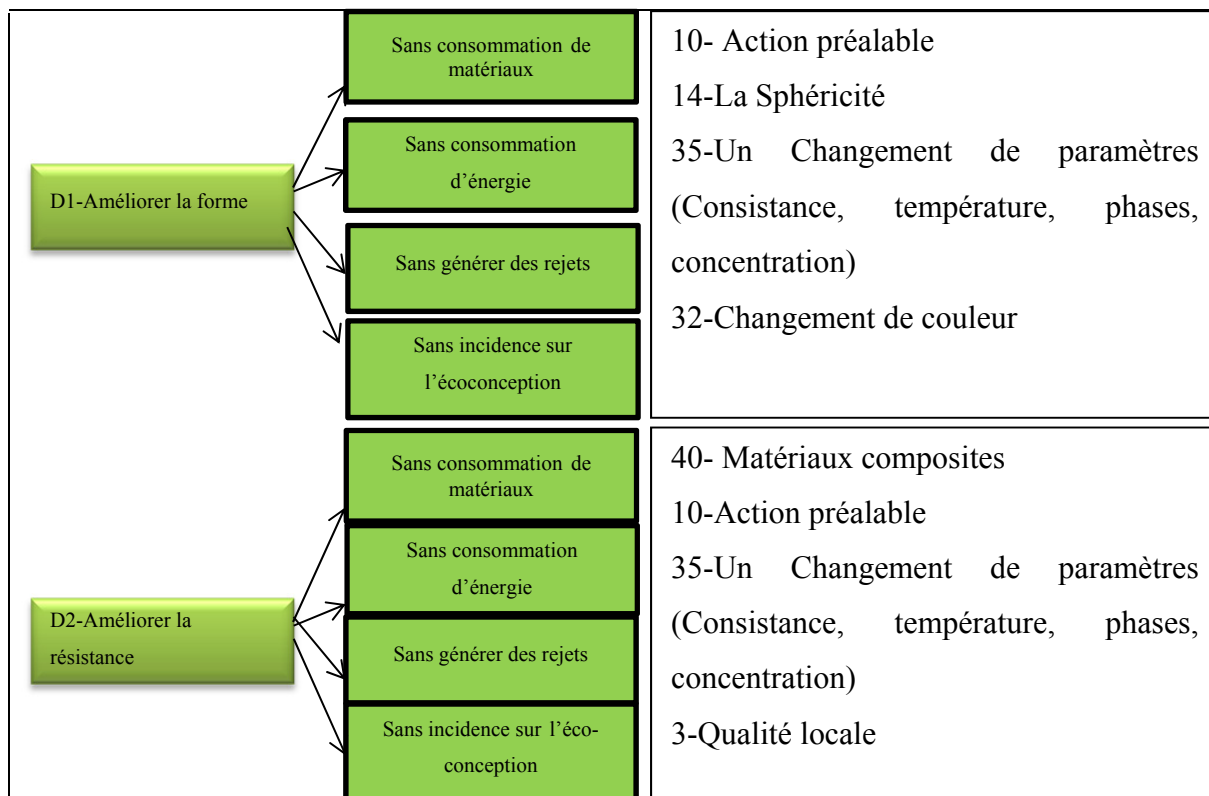 D1-Améliorer la forme
Sans consommation de
matériaux
Sans consommation
d’énergie
Sans générer des rejets
Sans incidence sur
l’écoconception
10- Action préalable
14-La Sphéricité
35-Un Changement de paramètres
(Consistance, température, phases,
concentration)
32-Changement de couleur
D2-Améliorer la
résistance
Sans consommation de
matériaux
Sans consommation
d’énergie
Sans générer des rejets
Sans incidence sur l’éco-
conception
40- Matériaux composites
10-Action préalable
35-Un Changement de paramètres
(Consistance, température, phases,
concentration)
3-Qualité locale